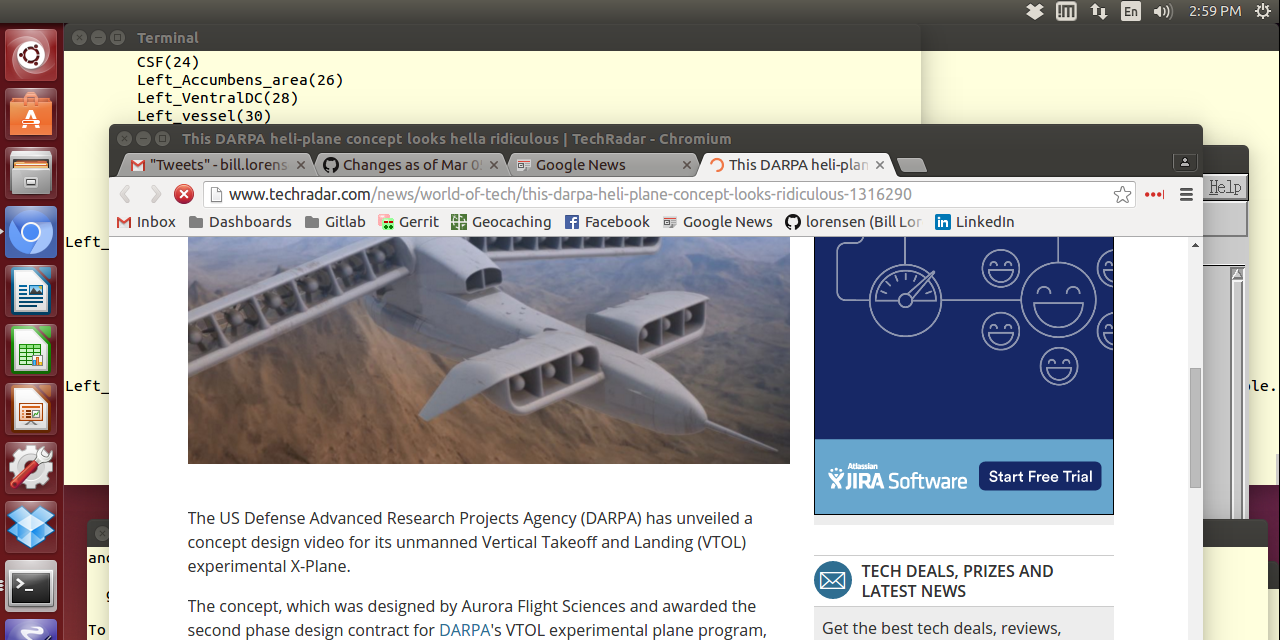 En
2:59 PM
Terminal
CSF(24)
Left_Accumbens_area(26)
Left_VentralDC(28)
Left_vessel(30)
This DARPA heli-plane concept looks hella ridiculous | TechRadar - Chromium
"Tweets" - bill.lorens
Changes as of Mar 0
Google News
This DARPA heli-plan
www.techradar.com/news/world-of-tech/this-darpa-heli-plane-concept-looks-ridiculous-1316290
Help
Inbox
Dashboards
Gitlab
Gerrit
Geocaching
Facebook
Google News
lorensen (Bill Lor
LinkedIn
Left_
Left_
ole.
Atlassian
JIRA Software
Start Free Trial
The US Defense Advanced Research Projects Agency (DARPA) has unveiled a
concept design video for its unmanned Vertical Takeoff and Landing (VTOL)
experimental X-Plane.
The concept, which was designed by Aurora Flight Sciences and awarded the
second phase design contract for DARPA's VTOL experimental plane program,
TECH DEALS, PRIZES AND
LATEST NEWS
Get the best tech deals, reviews,
and
g
To